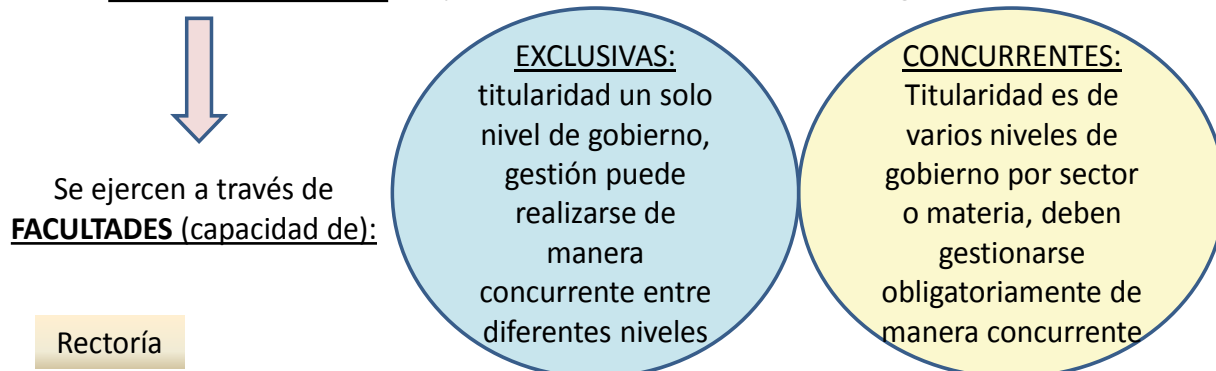 Se ejercen a través de
FACULTADES (capacidad de):
Rectoría
EXCLUSIVAS:
titularidad un solo
nivel de gobierno,
gestión puede
realizarse de
manera
concurrente entre
diferentes niveles
CONCURRENTES:
Titularidad es de
varios niveles de
gobierno por sector
o materia, deben
gestionarse
obligatoriamente de
manera concurrente